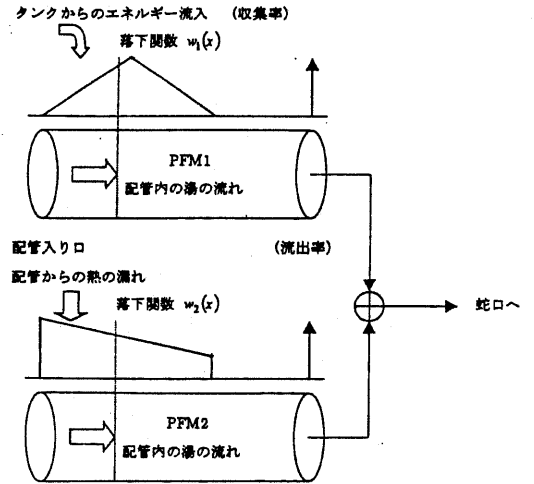 タンクからのエネルギー流入 (収集率)
落下関数 w₁(x)
PFM1
配管内の湯の流れ
配管入り口 (流出率)
配管からの熱の漏れ
落下関数 w₂(x)
蛇口へ
PFM2
配管内の湯の流れ